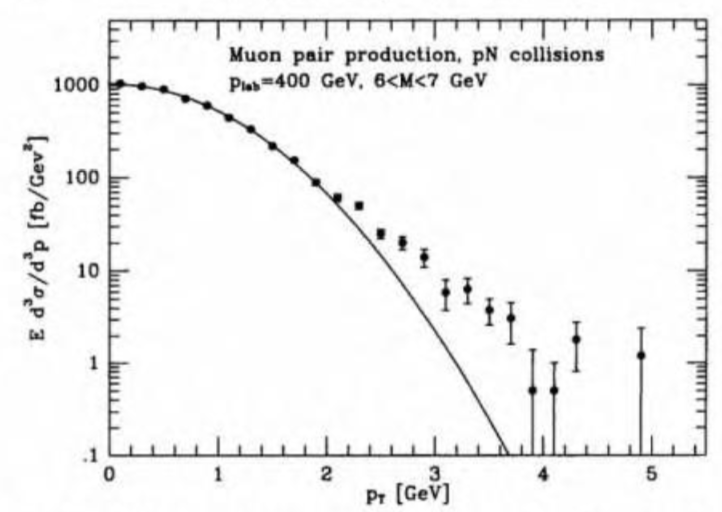 Muon pair production, pN collisions
p_lab=400 GeV, 6<M<7 GeV
E d³σ/d³p [fb/Gev²]
1000
100
10
1
.1
0 1 2 3 4 5
p_T [GeV]